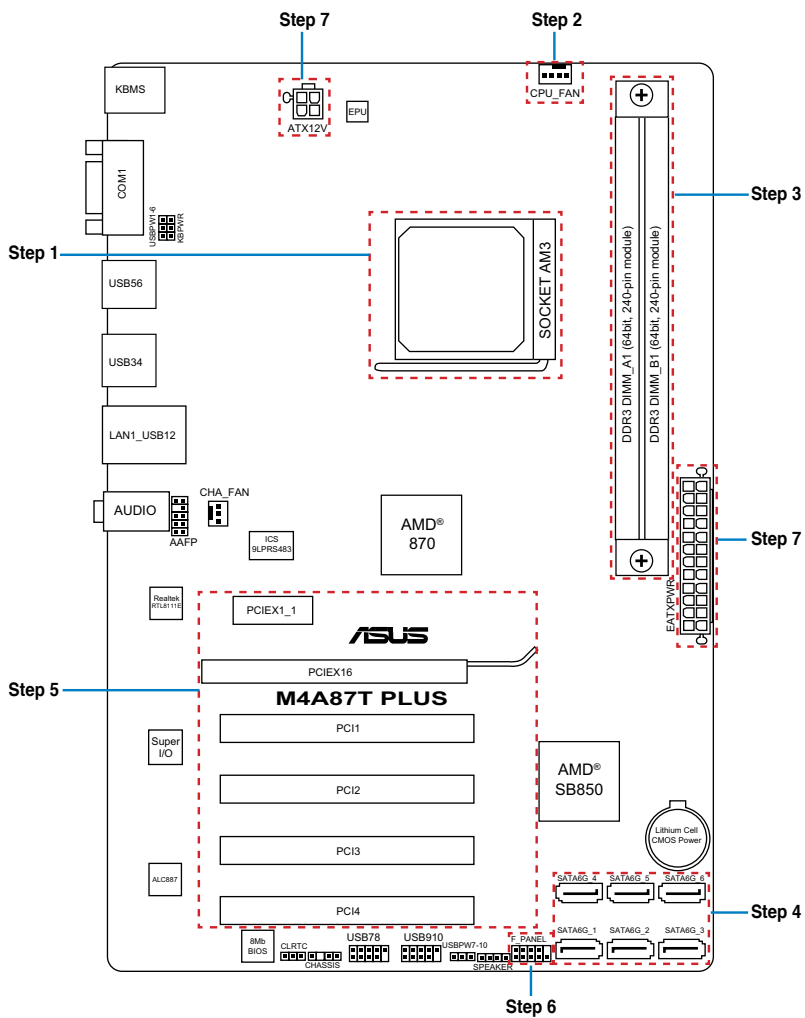 Step 7
Step 2
KBMS
ATX12V
EPU
CPU_FAN
COM1
USBPW1-6
KBPWR
Step 3
Step 1
SOCKET AM3
DDR3 DIMM_A1 (64bit, 240-pin module)
DDR3 DIMM_B1 (64bit, 240-pin module)
USB56
USB34
LAN1_USB12
AUDIO
AAFP
CHA_FAN
ICS
9LPRS483
AMD®
870
EATXPWR
Step 7
Realtek
RTL8111E
PCIEX1_1
ASUS
PCIEX16
M4A87T PLUS
Step 5
PCI1
Super
I/O
AMD®
SB850
PCI2
Lithium Cell
CMOS Power
PCI3
ALC887
SATA6G_4
SATA6G_5
SATA6G_6
PCI4
Step 4
SATA6G_1
SATA6G_2
SATA6G_3
8Mb
BIOS
CLRTC
CHASSIS
USB78
USB910
USBPW7-10
SPEAKER
F_PANEL
Step 6